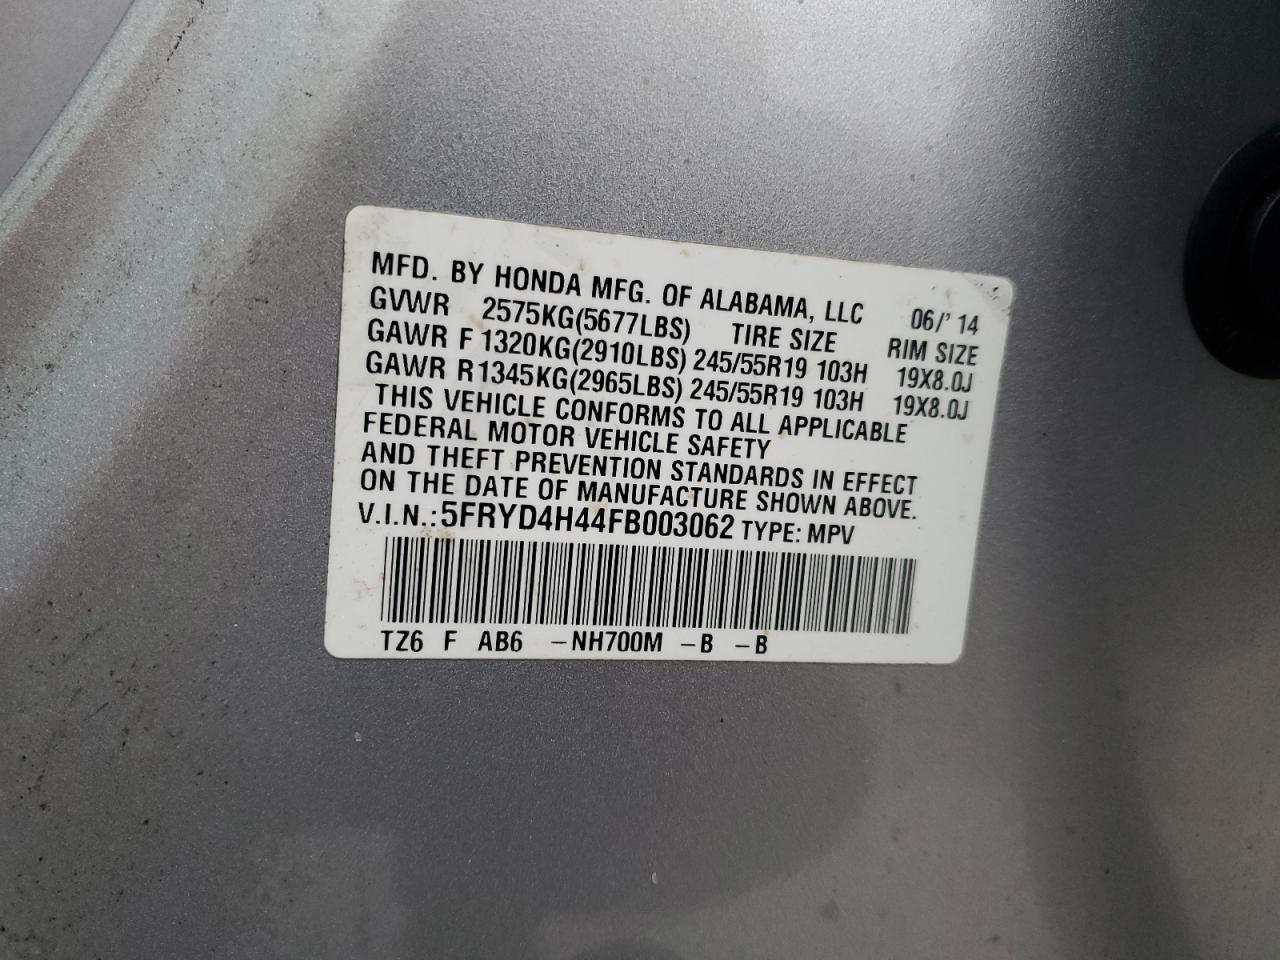 MFD. BY HONDA MFG. OF ALABAMA, LLC 06/'14
GVWR 2575KG(5677LBS) TIRE SIZE RIM SIZE
GAWR F 1320KG(2910LBS) 245/55R19 103H 19X8.0J
GAWR R 1345KG(2965LBS) 245/55R19 103H 19X8.0J
THIS VEHICLE CONFORMS TO ALL APPLICABLE
FEDERAL MOTOR VEHICLE SAFETY
AND THEFT PREVENTION STANDARDS IN EFFECT
ON THE DATE OF MANUFACTURE SHOWN ABOVE.
V.I.N.: 5FRYD4H44FB003062 TYPE: MPV
TZ6 F AB6 -NH700M -B -B